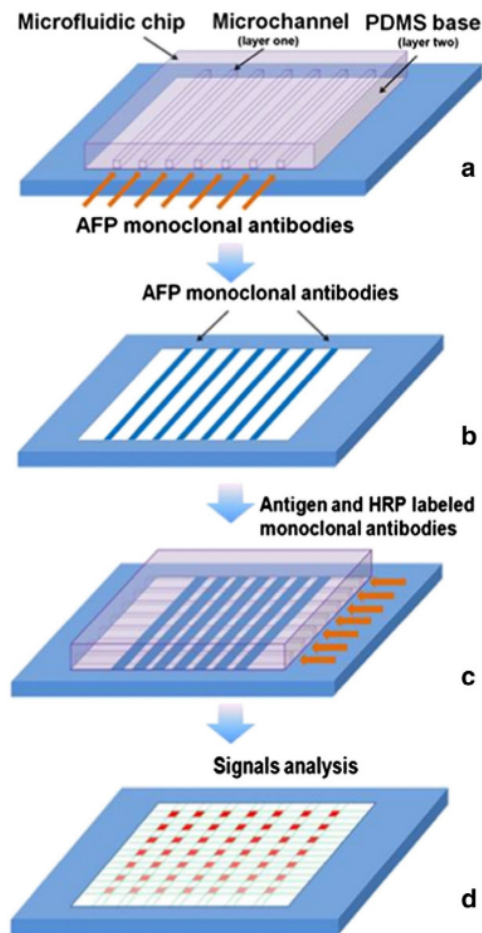 Microfluidic chip
Microchannel
(layer one)
PDMS base
(layer two)
a
AFP monoclonal antibodies
AFP monoclonal antibodies
b
Antigen and HRP labeled
monoclonal antibodies
c
Signals analysis
d